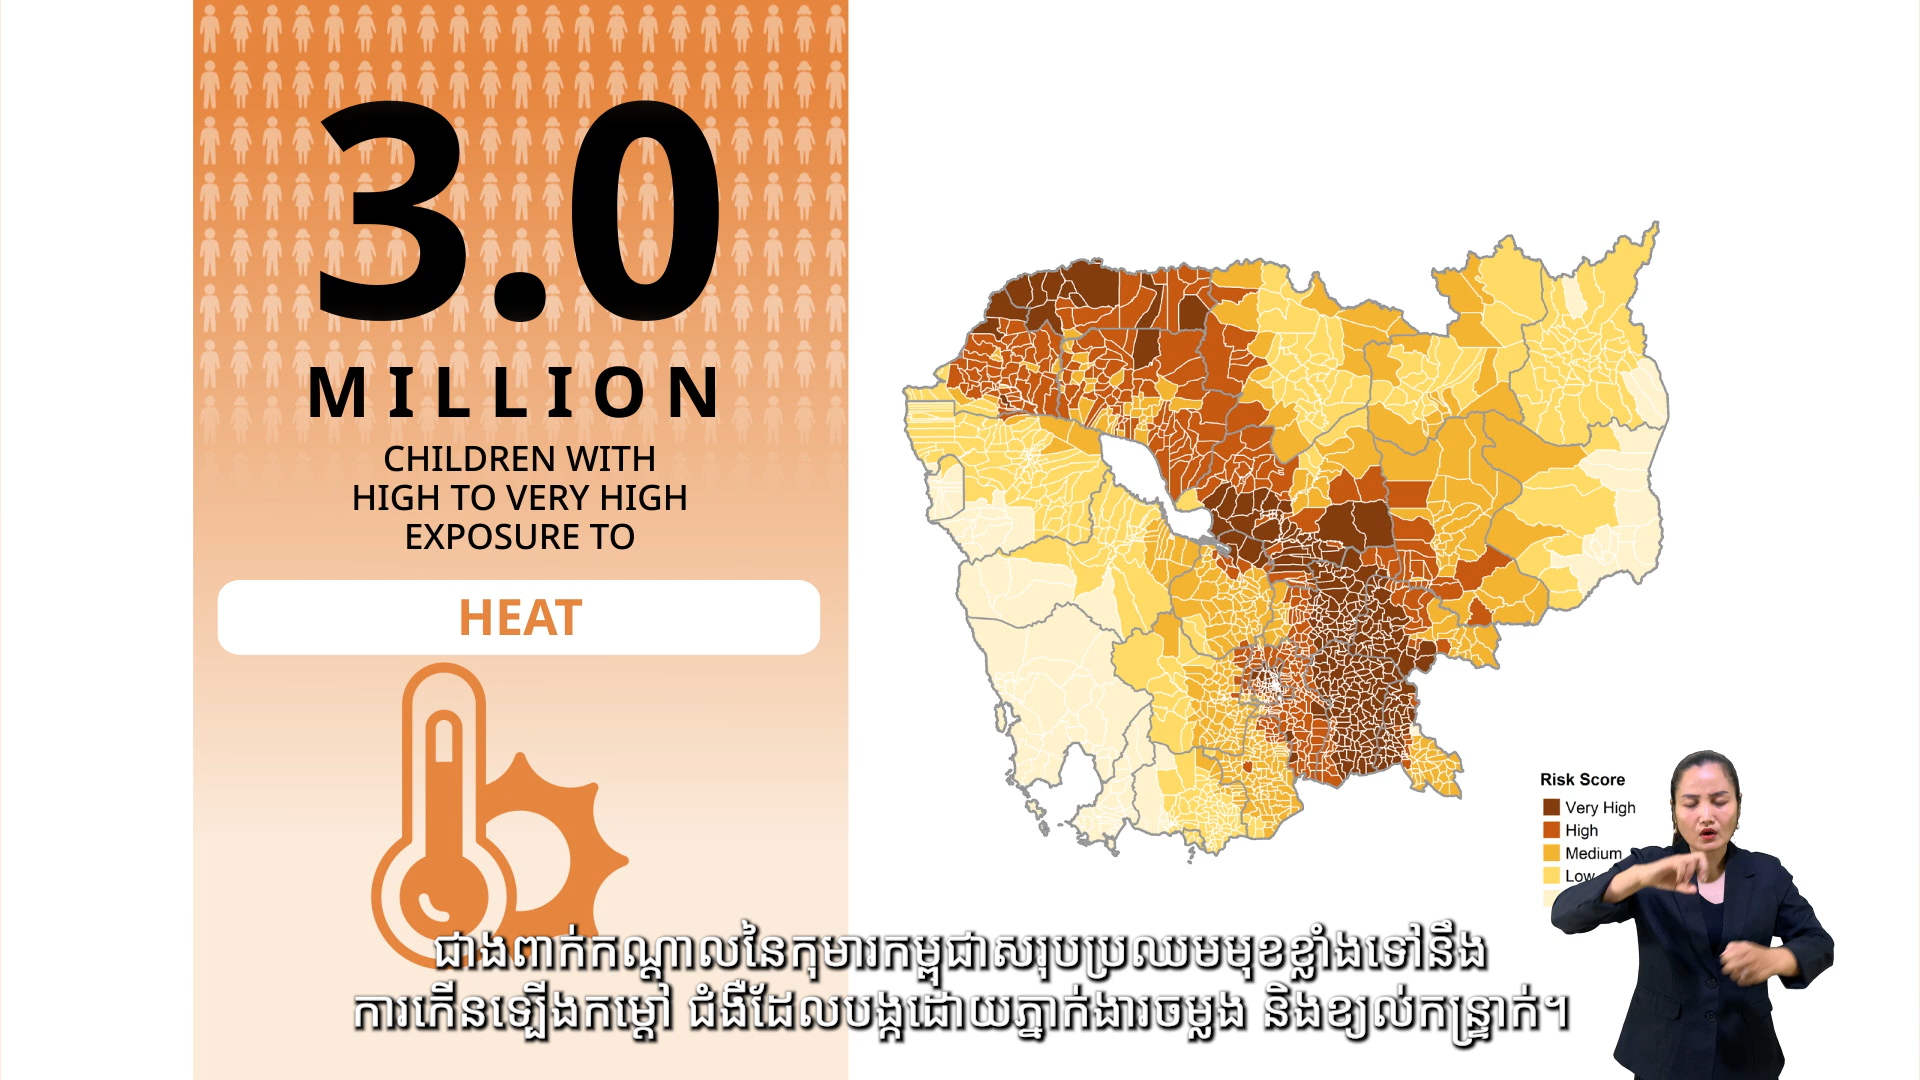 3.0
MILLION
CHILDREN WITH
HIGH TO VERY HIGH
EXPOSURE TO
HEAT
Risk Score
Very High
High
Medium
Low
ជាងពាក់កណ្ដាលនៃកុមារកម្ពុជាសរុបប្រឈមមុខខ្លាំងទៅនឹង
ការកើនឡើងកម្ដៅ ជំងឺដែលបង្កដោយភ្នាក់ងារចម្លង និងខ្យល់កន្ត្រាក់។